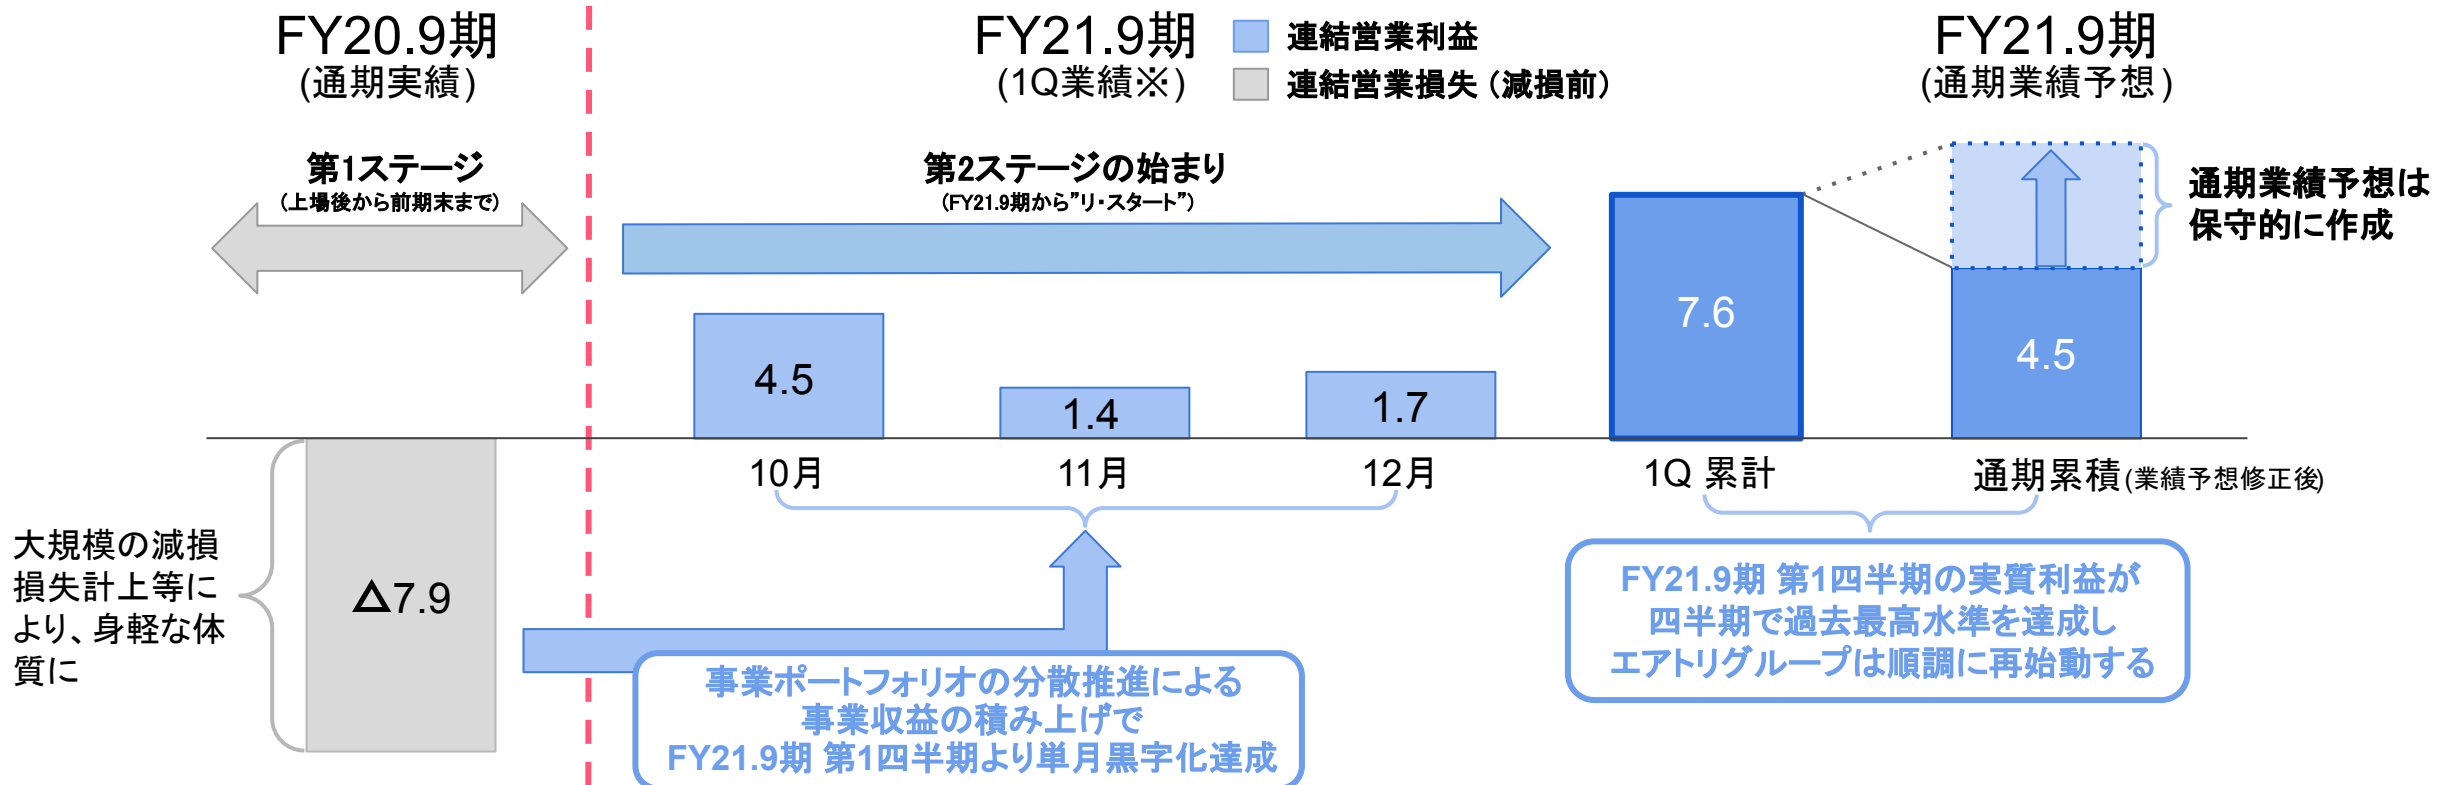 FY20.9期
(通期実績)
FY21.9期
(1Q業績※)
連結営業利益
連結営業損失（減損前）
FY21.9期
(通期業績予想)
第1ステージ
（上場後から前期末まで）
第2ステージの始まり
（FY21.9期から”リ・スタート”）
通期業績予想は
保守的に作成
4.5
1.4
1.7
7.6
4.5
10月
11月
12月
1Q 累計
通期累積(業績予想修正後)
大規模の減損
損失計上等に
より、身軽な体
質に
△7.9
事業ポートフォリオの分散推進による
事業収益の積み上げで
FY21.9期 第1四半期より単月黒字化達成
FY21.9期 第1四半期の実質利益が
四半期で過去最高水準を達成し
エアトリグループは順調に再始動する